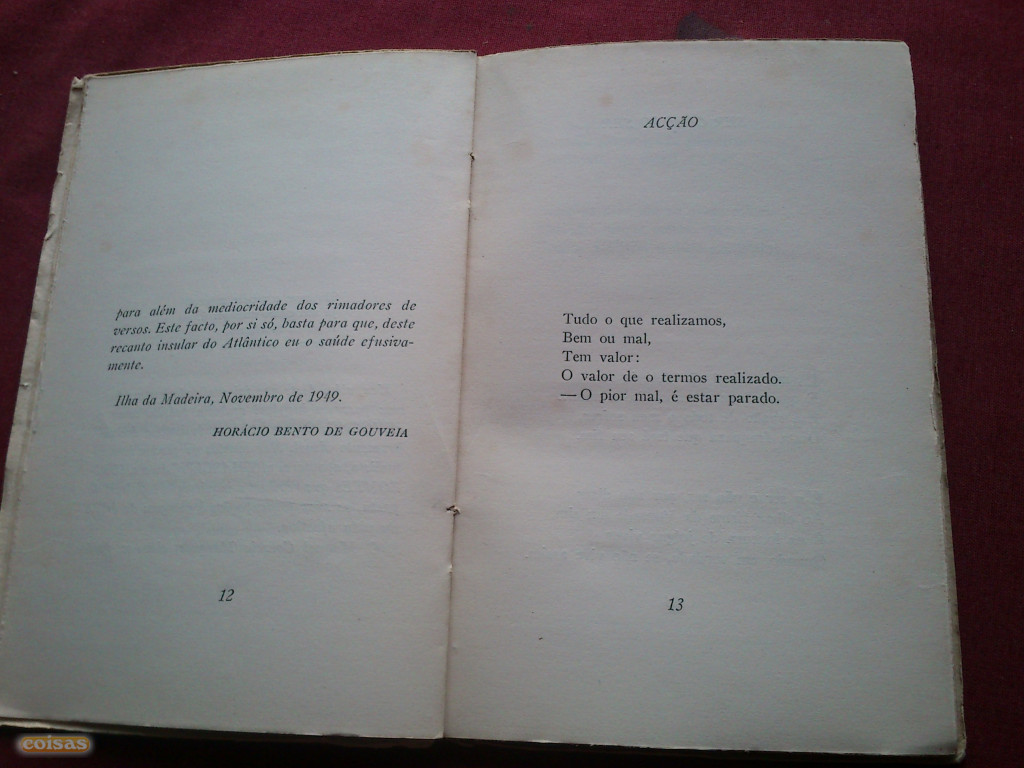 para além da mediocridade dos rimadores de
versos. Este facto, por si só, basta para que, deste
recanto insular do Atlântico eu o saúde efusiva-
mente.
Ilha da Madeira, Novembro de 1949.
HORÁCIO BENTO DE GOUVEIA
12
ACÇÃO
Tudo o que realizamos,
Bem ou mal,
Tem valor:
O valor de o termos realizado.
— O pior mal, é estar parado.
13
coisas